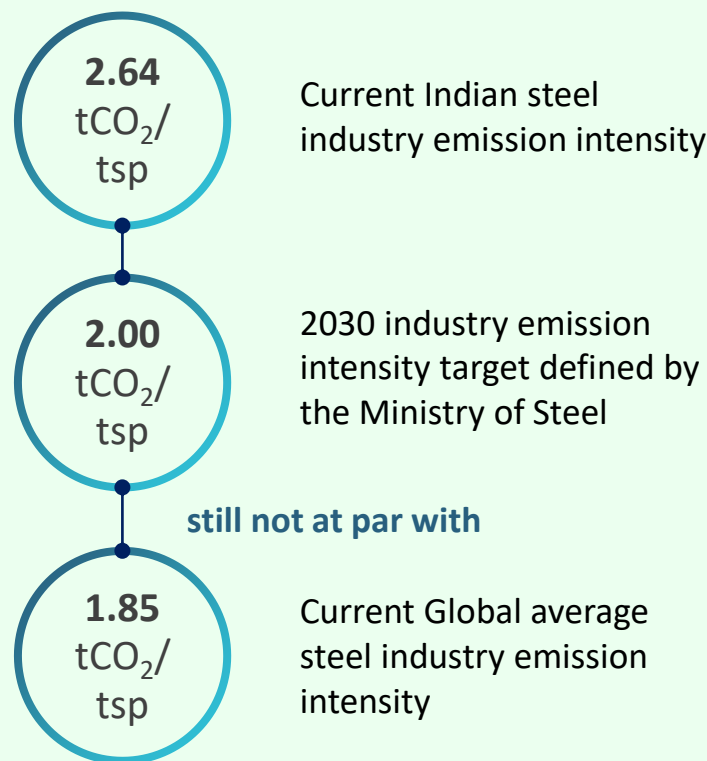 2.64
tCO₂/
tsp
Current Indian steel
industry emission intensity
2.00
tCO₂/
tsp
2030 industry emission
intensity target defined by
the Ministry of Steel
still not at par with
1.85
tCO₂/
tsp
Current Global average
steel industry emission
intensity